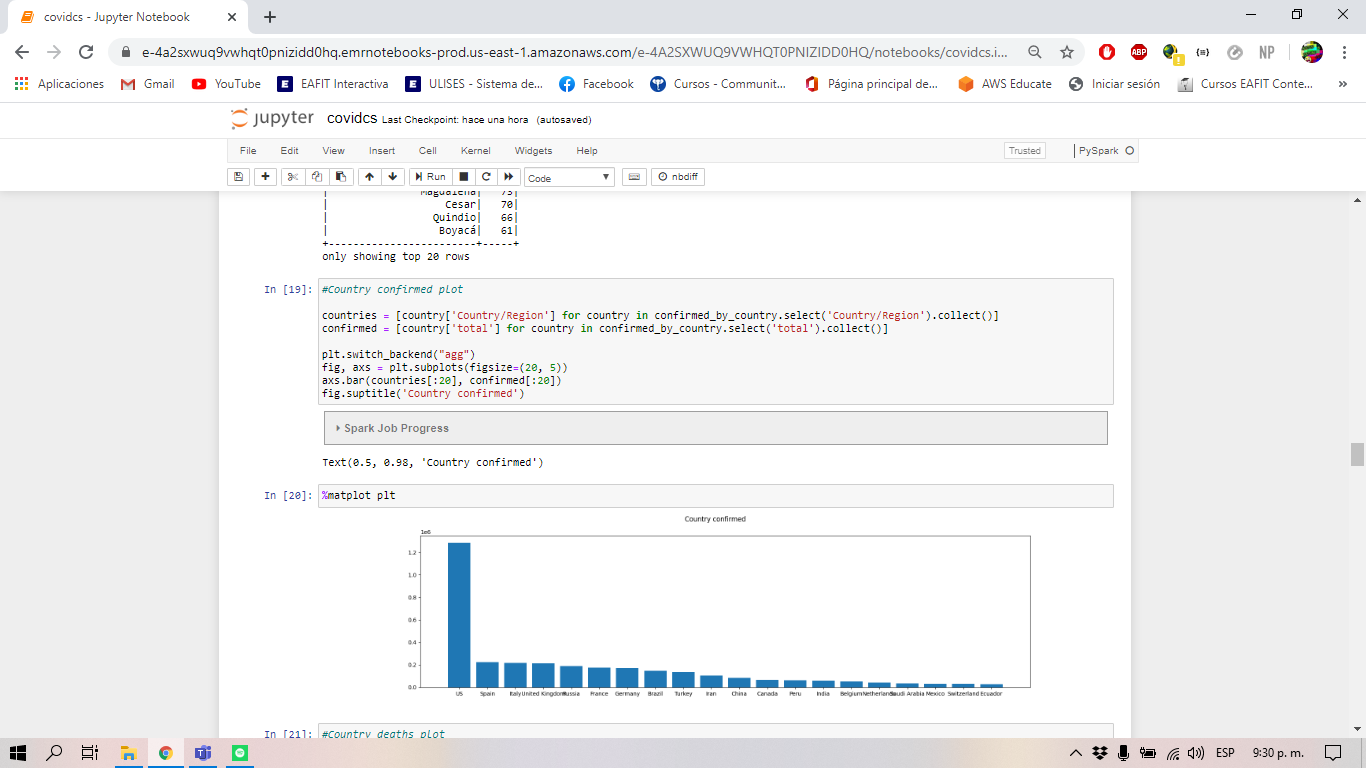 covidcs - Jupyter Notebook
e-4a2sxwuq9vwhqt0pnizidd0hq.emrnotebooks-prod.us-east-1.amazonaws.com/e-4A2SXWUQ9VWHQT0PNIZIDD0HQ/notebooks/covidcs.i...
ABP
NP
Aplicaciones Gmail YouTube EAFIT Interactiva ULISES - Sistema de... Facebook Cursos - Communit... Página principal de... AWS Educate Iniciar sesión Cursos EAFIT Conte... »
jupyter covidcs Last Checkpoint: hace una hora (autosaved)
File Edit View Insert Cell Kernel Widgets Help Trusted PySpark
Run Code nbdiff
| Magdalena| 73|
| Cesar| 70|
| Quindio| 66|
| Boyacá| 61|
+------------------------+-----+
only showing top 20 rows
In [19]: #Country confirmed plot
countries = [country['Country/Region'] for country in confirmed_by_country.select('Country/Region').collect()]
confirmed = [country['total'] for country in confirmed_by_country.select('total').collect()]
plt.switch_backend("agg")
fig, axs = plt.subplots(figsize=(20, 5))
axs.bar(countries[:20], confirmed[:20])
fig.suptitle('Country confirmed')
Spark Job Progress
Text(0.5, 0.98, 'Country confirmed')
In [20]: %matplot plt
Country confirmed
1e6
1.2
1.0
0.8
0.6
0.4
0.2
0.0
US Spain Italy United Kingdom Russia France Germany Brazil Turkey Iran China Canada Peru India Belgium Netherlands Saudi Arabia Mexico Switzerland Ecuador
In [21]: #Country deaths plot
ESP 9:30 p. m.